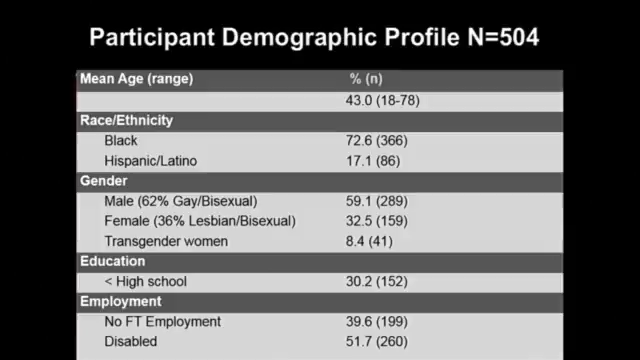 Participant Demographic Profile N=504
Mean Age (range) % (n)
43.0 (18-78)
Race/Ethnicity
Black 72.6 (366)
Hispanic/Latino 17.1 (86)
Gender
Male (62% Gay/Bisexual) 59.1 (289)
Female (36% Lesbian/Bisexual) 32.5 (159)
Transgender women 8.4 (41)
Education
< High school 30.2 (152)
Employment
No FT Employment 39.6 (199)
Disabled 51.7 (260)